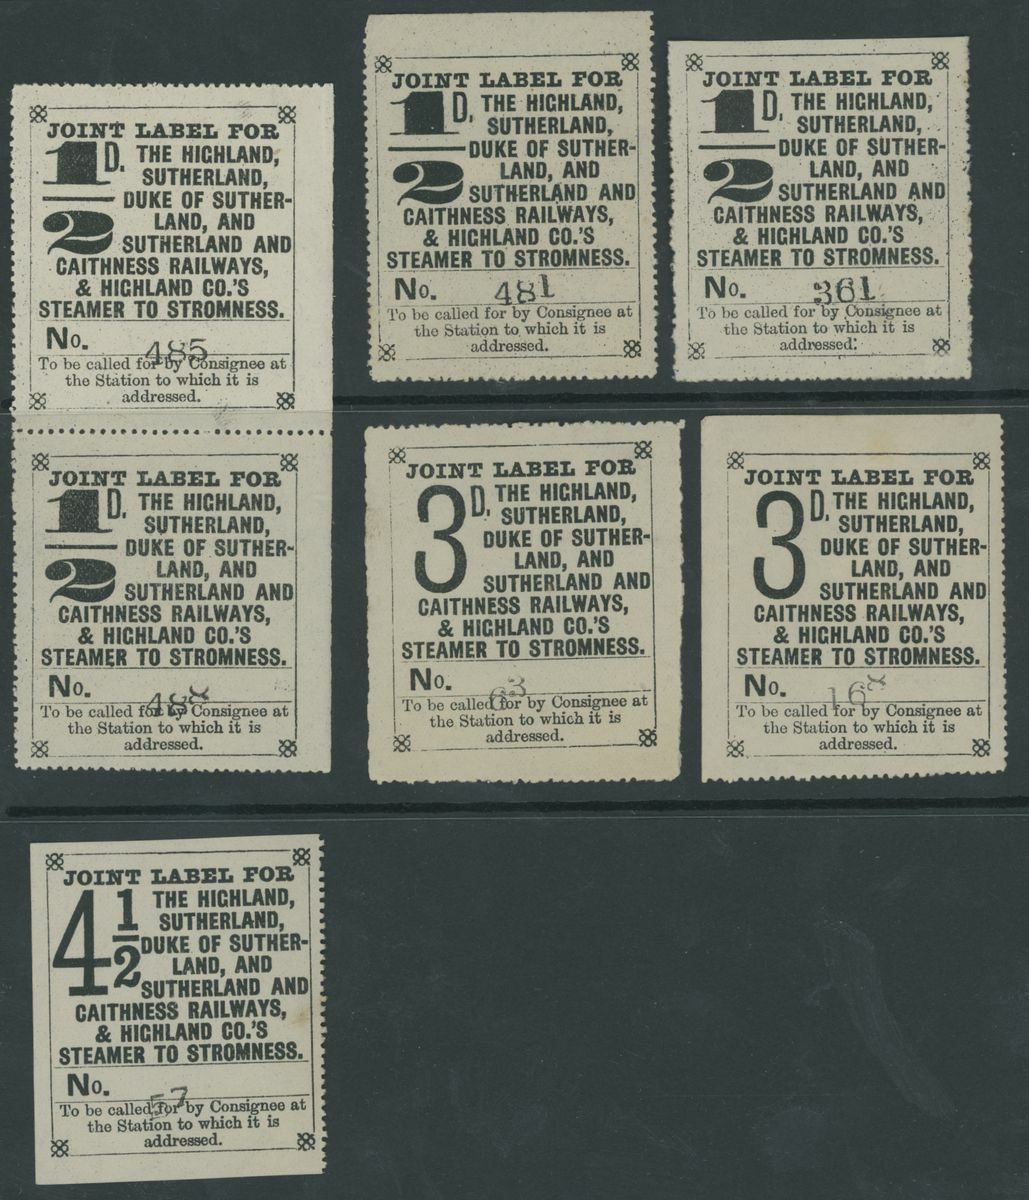 JOINT LABEL FOR
1D. THE HIGHLAND,
SUTHERLAND,
DUKE OF SUTHER-
2 LAND, AND
SUTHERLAND AND
CAITHNESS RAILWAYS,
& HIGHLAND CO.'S
STEAMER TO STROMNESS.
No. 485
To be called for by Consignee at
the Station to which it is
addressed.
JOINT LABEL FOR
1D. THE HIGHLAND,
SUTHERLAND,
DUKE OF SUTHER-
2 LAND, AND
SUTHERLAND AND
CAITHNESS RAILWAYS,
& HIGHLAND CO.'S
STEAMER TO STROMNESS.
No. 481
To be called for by Consignee at
the Station to which it is
addressed.
JOINT LABEL FOR
1D. THE HIGHLAND,
SUTHERLAND,
DUKE OF SUTHER-
2 LAND, AND
SUTHERLAND AND
CAITHNESS RAILWAYS,
& HIGHLAND CO.'S
STEAMER TO STROMNESS.
No. 361
To be called for by Consignee at
the Station to which it is
addressed.
JOINT LABEL FOR
1D. THE HIGHLAND,
SUTHERLAND,
DUKE OF SUTHER-
2 LAND, AND
SUTHERLAND AND
CAITHNESS RAILWAYS,
& HIGHLAND CO.'S
STEAMER TO STROMNESS.
No. 488
To be called for by Consignee at
the Station to which it is
addressed.
JOINT LABEL FOR
3D. THE HIGHLAND,
SUTHERLAND,
DUKE OF SUTHER-
LAND, AND
SUTHERLAND AND
CAITHNESS RAILWAYS,
& HIGHLAND CO.'S
STEAMER TO STROMNESS.
No. 63
To be called for by Consignee at
the Station to which it is
addressed.
JOINT LABEL FOR
3D. THE HIGHLAND,
SUTHERLAND,
DUKE OF SUTHER-
LAND, AND
SUTHERLAND AND
CAITHNESS RAILWAYS,
& HIGHLAND CO.'S
STEAMER TO STROMNESS.
No. 168
To be called for by Consignee at
the Station to which it is
addressed.
JOINT LABEL FOR
4 1/2 THE HIGHLAND,
SUTHERLAND,
DUKE OF SUTHER-
LAND, AND
SUTHERLAND AND
CAITHNESS RAILWAYS,
& HIGHLAND CO.'S
STEAMER TO STROMNESS.
No. 57
To be called for by Consignee at
the Station to which it is
addressed.